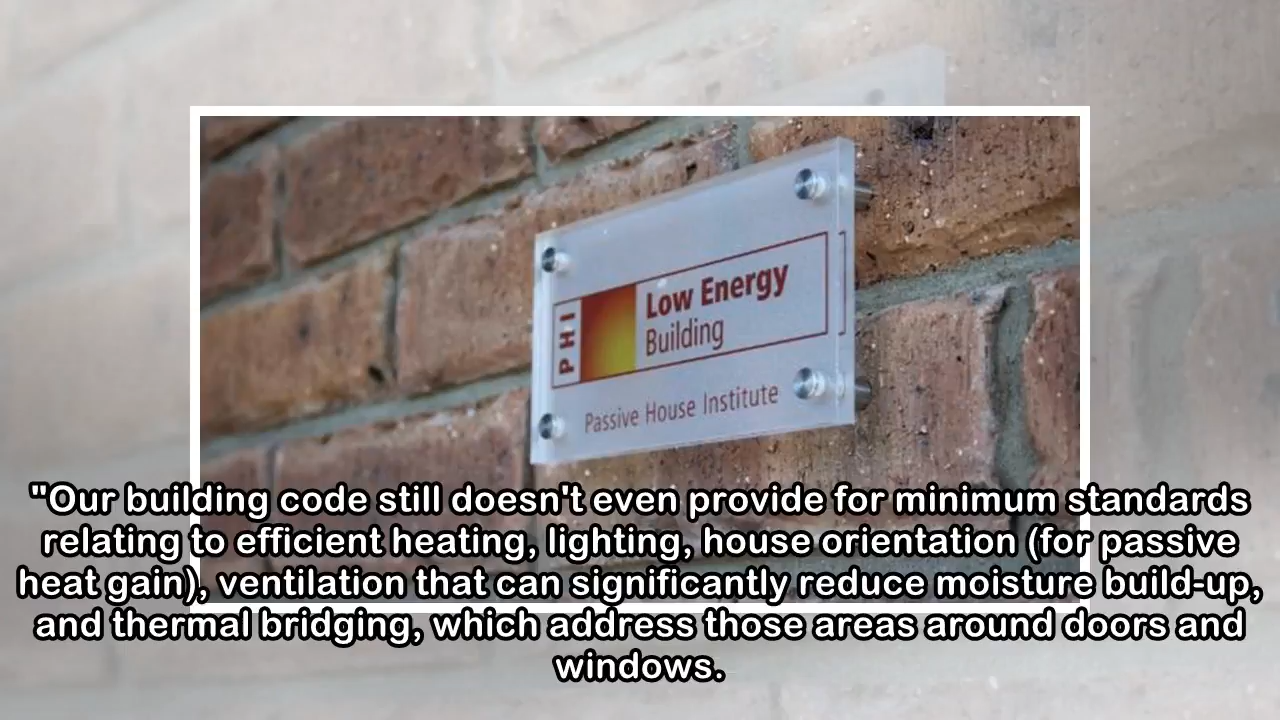 PHI
Low Energy
Building
Passive House Institute
"Our building code still doesn't even provide for minimum standards
relating to efficient heating, lighting, house orientation (for passive
heat gain), ventilation that can significantly reduce moisture build-up,
and thermal bridging, which address those areas around doors and
windows.